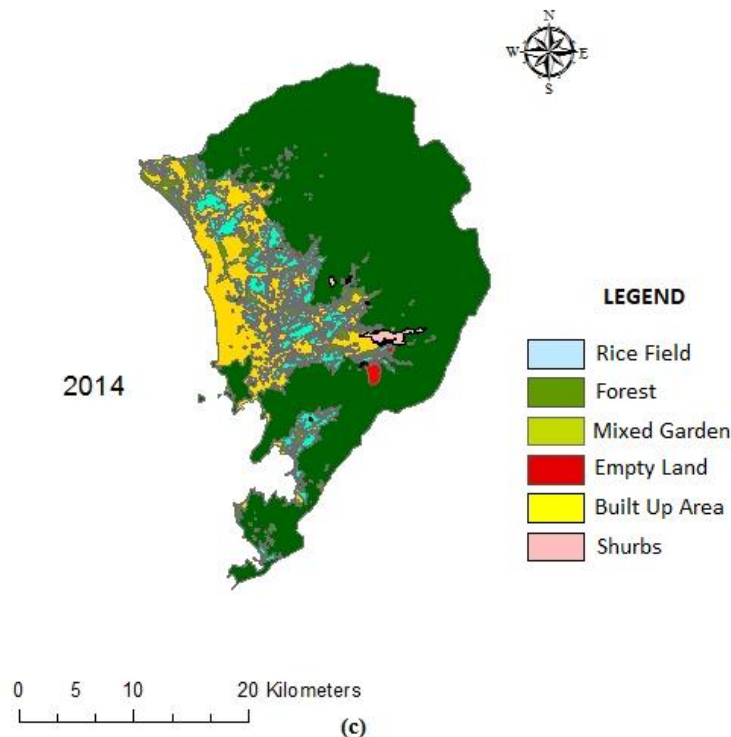 N
W E
S
LEGEND
Rice Field
Forest
Mixed Garden
Empty Land
Built Up Area
Shurbs
2014
0 5 10 20 Kilometers
(c)